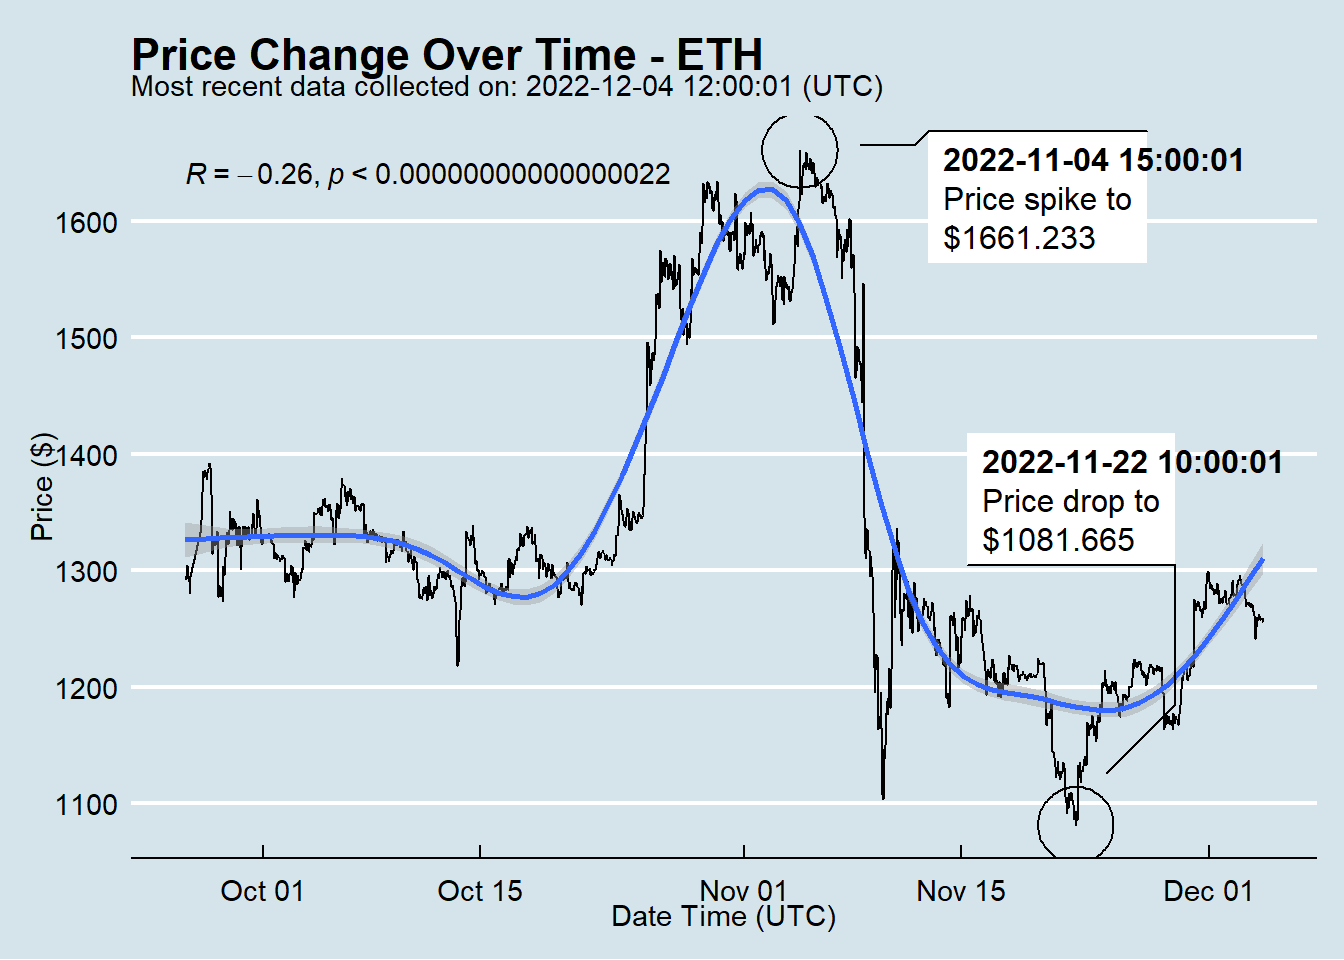 Price Change Over Time - ETH
Most recent data collected on: 2022-12-04 12:00:01 (UTC)
R = −0.26, p < 0.00000000000000022
2022-11-04 15:00:01
Price spike to
$1661.233
2022-11-22 10:00:01
Price drop to
$1081.665
Price ($)
1600
1500
1400
1300
1200
1100
Oct 01 Oct 15 Nov 01 Nov 15 Dec 01
Date Time (UTC)